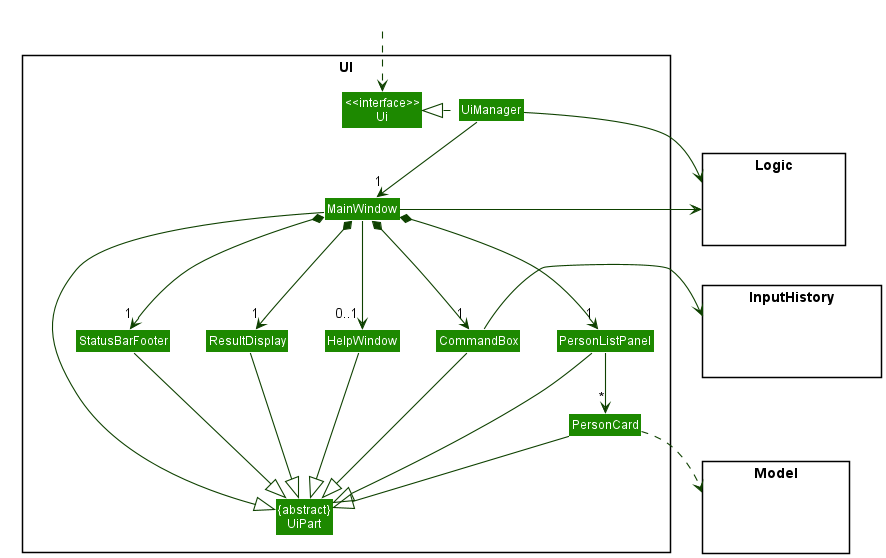 UI
<<interface>>
Ui
UiManager
Logic
1
MainWindow
InputHistory
1
1
0..1
1
1
StatusBarFooter
ResultDisplay
HelpWindow
CommandBox
PersonListPanel
*
PersonCard
Model
{abstract}
UiPart